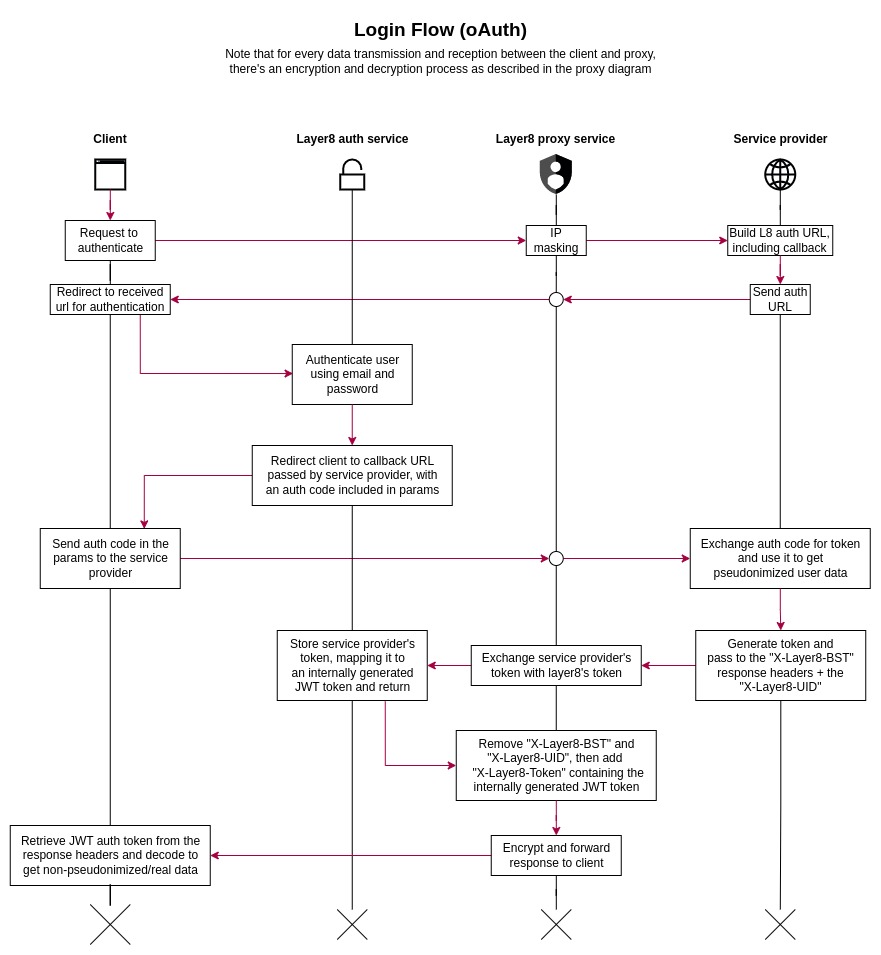 Login Flow (oAuth)
Note that for every data transmission and reception between the client and proxy,
there's an encryption and decryption process as described in the proxy diagram
Client
Layer8 auth service
Layer8 proxy service
Service provider
Request to
authenticate
IP
masking
Build L8 auth URL,
including callback
Redirect to received
url for authentication
Send auth
URL
Authenticate user
using email and
password
Redirect client to callback URL
passed by service provider, with
an auth code included in params
Send auth code in the
params to the service
provider
Exchange auth code for token
and use it to get
pseudonimized user data
Store service provider's
token, mapping it to
an internally generated
JWT token and return
Exchange service provider's
token with layer8's token
Generate token and
pass to the "X-Layer8-BST"
response headers + the
"X-Layer8-UID"
Remove "X-Layer8-BST" and
"X-Layer8-UID", then add
"X-Layer8-Token" containing the
internally generated JWT token
Retrieve JWT auth token from the
response headers and decode to
get non-pseudonimized/real data
Encrypt and forward
response to client